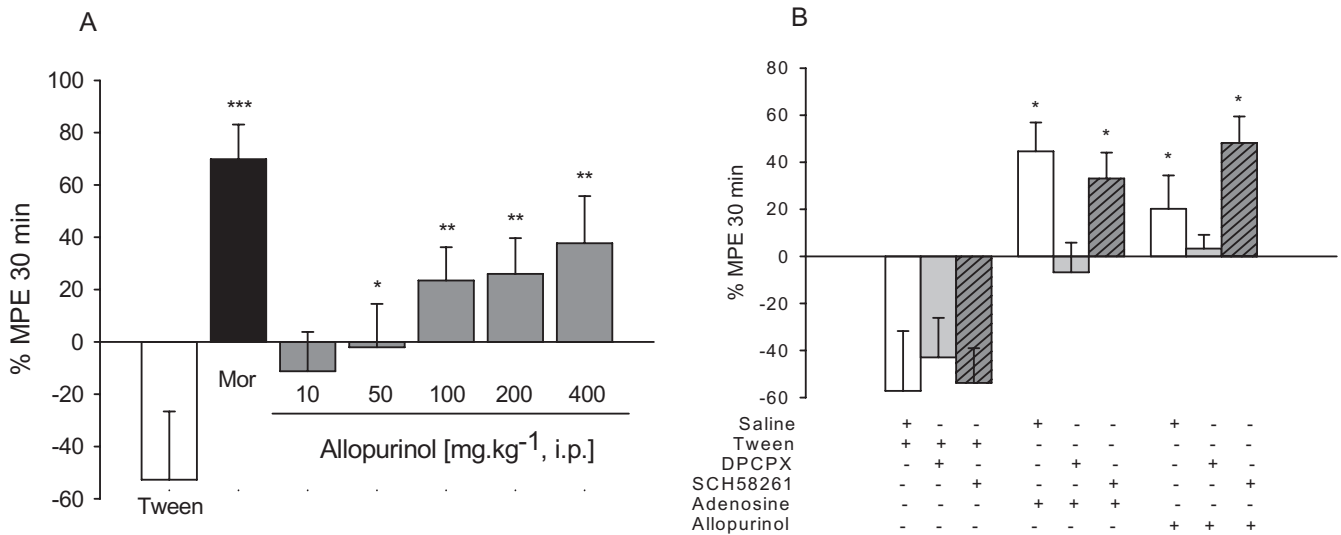 A
% MPE 30 min
100
80
60
40
20
0
-20
-40
-60
***
*
**
**
**
Tween
Mor
10 50 100 200 400
Allopurinol [mg.kg-1, i.p.]
B
% MPE 30 min
80
60
40
20
0
-20
-40
-60
*
*
*
*
Saline + - - + - - + - -
Tween + + + - - - - - -
DPCPX - + - - + - - + -
SCH58261 - - + - - + - - +
Adenosine - - - + + + - - -
Allopurinol - - - - - - + + +